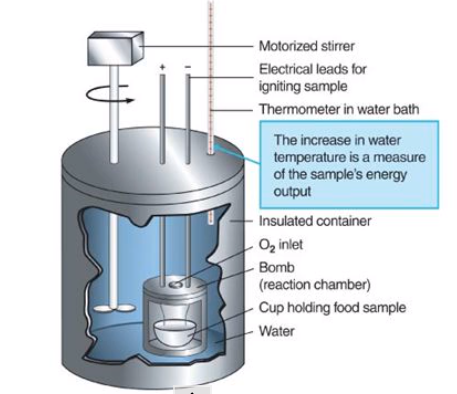 Motorized stirrer
+ −
Electrical leads for
igniting sample
Thermometer in water bath
The increase in water
temperature is a measure
of the sample's energy
output
Insulated container
O₂ inlet
Bomb
(reaction chamber)
Cup holding food sample
Water